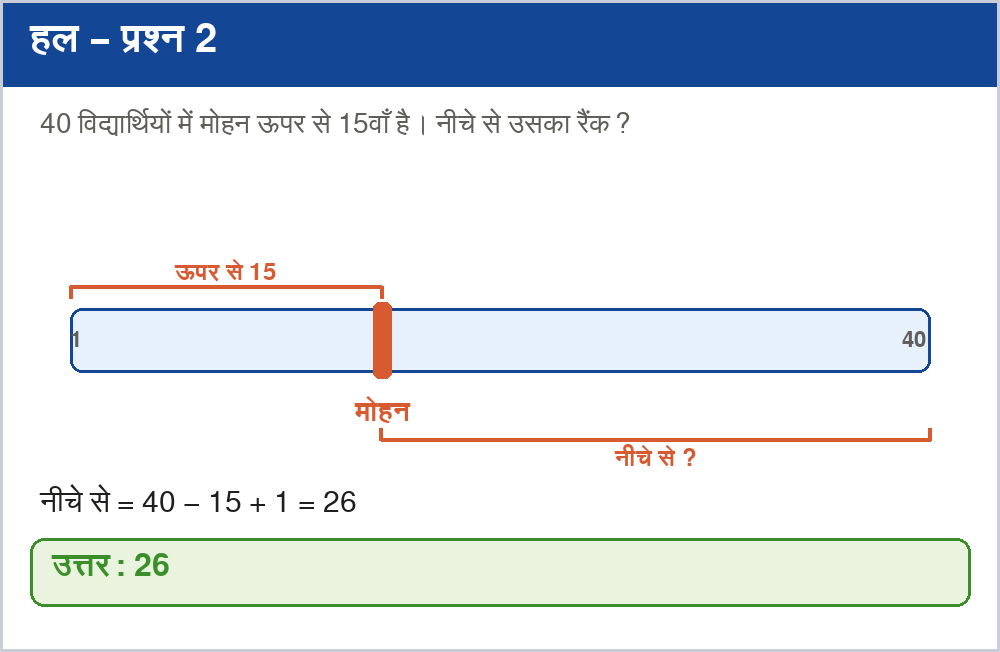 हल – प्रश्न 2
40 विद्यार्थियों में मोहन ऊपर से 15वाँ है। नीचे से उसका रैंक ?
ऊपर से 15
1
40
मोहन
नीचे से ?
नीचे से = 40 – 15 + 1 = 26
उत्तर : 26